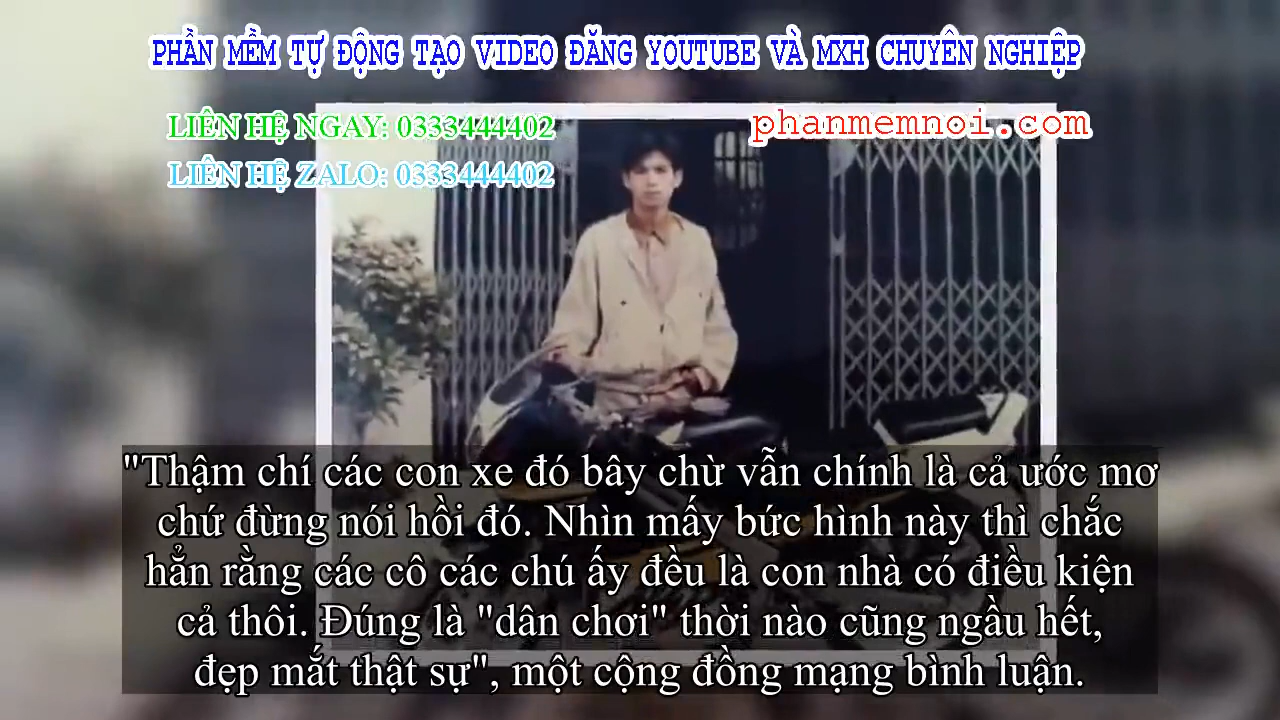 PHẦN MỀM TỰ ĐỘNG TẠO VIDEO ĐĂNG YOUTUBE VÀ MXH CHUYÊN NGHIỆP
LIÊN HỆ NGAY: 0333444402
phanmemnoi.com
LIÊN HỆ ZALO: 0333444402
"Thậm chí các con xe đó bây chừ vẫn chính là cả ước mơ
chứ đừng nói hồi đó. Nhìn mấy bức hình này thì chắc
hẳn rằng các cô các chú ấy đều là con nhà có điều kiện
cả thôi. Đúng là "dân chơi" thời nào cũng ngầu hết,
đẹp mắt thật sự", một cộng đồng mạng bình luận.